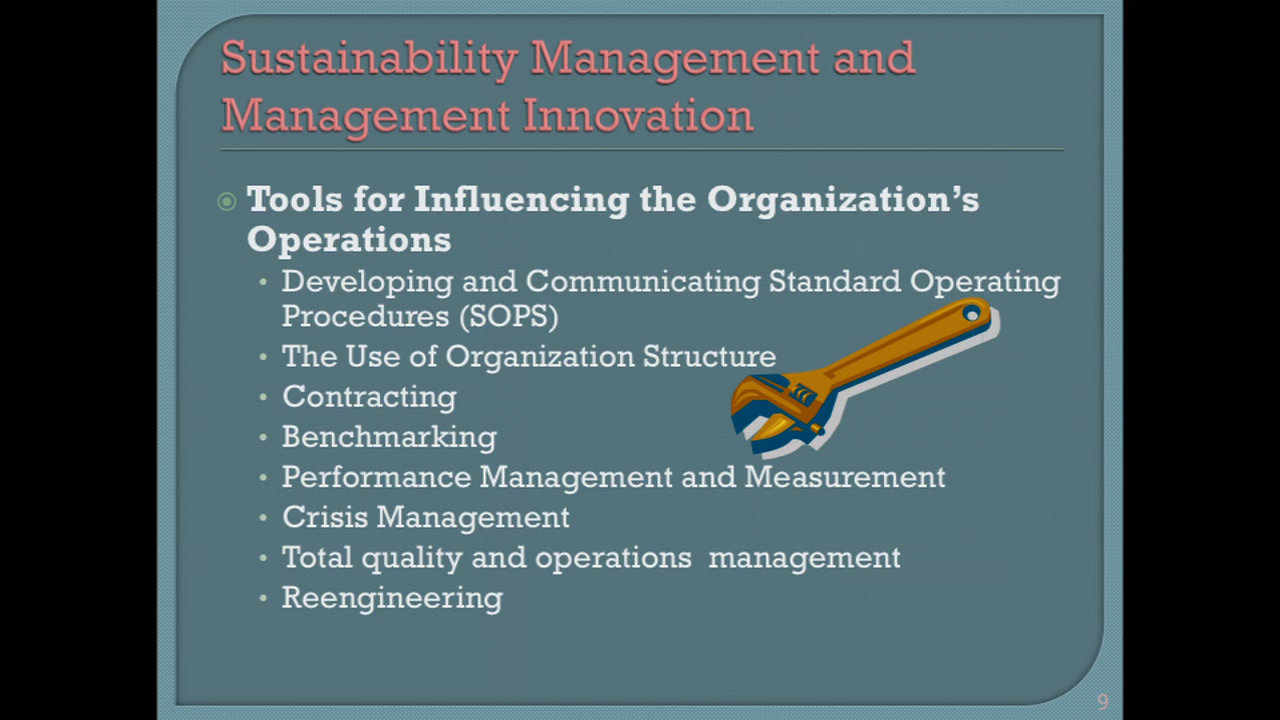 Sustainability Management and
Management Innovation
Tools for Influencing the Organization's
Operations
• Developing and Communicating Standard Operating
Procedures (SOPS)
• The Use of Organization Structure
• Contracting
• Benchmarking
• Performance Management and Measurement
• Crisis Management
• Total quality and operations  management
• Reengineering
9